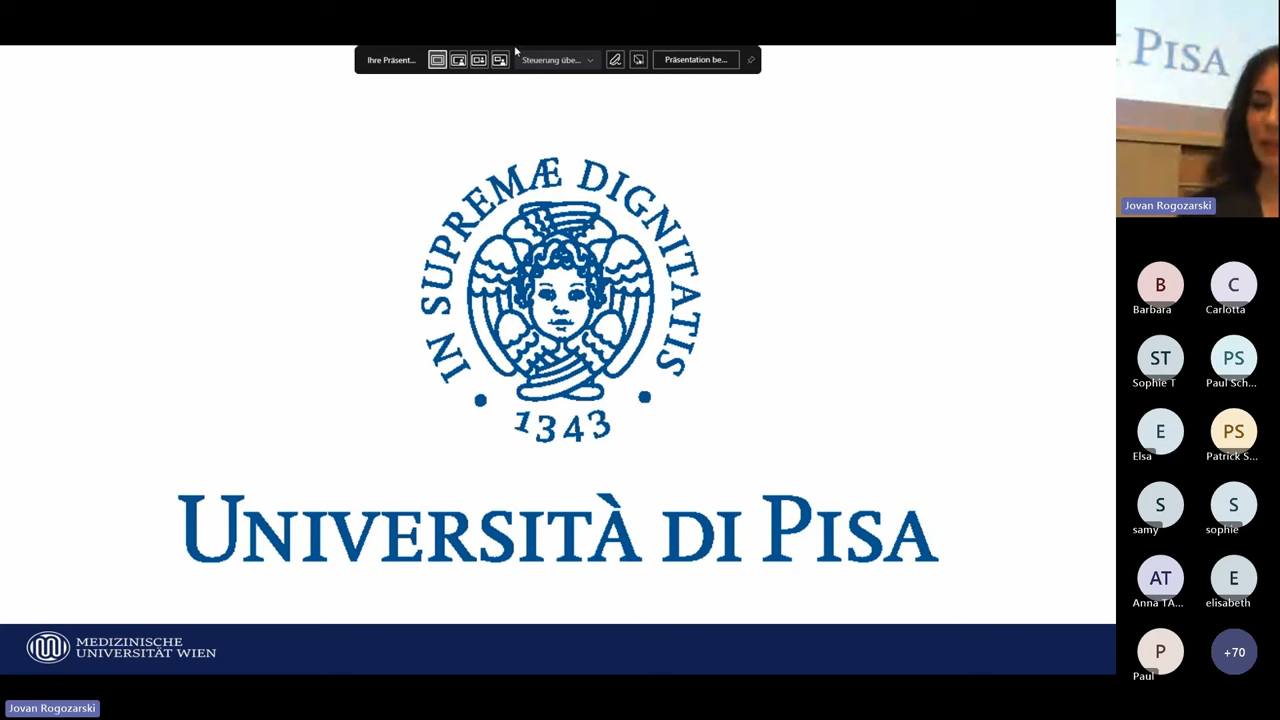 Ihre Präsent...
Steuerung übe...
Präsentation be...
PISA
Jovan Rogozarski
IN SUPREMÆ DIGNITATIS
1343
UNIVERSITÀ DI PISA
MEDIZINISCHE
UNIVERSITÄT WIEN
Jovan Rogozarski
B
C
Barbara
Carlotta
ST
PS
Sophie T
Paul Sch...
E
PS
Elsa
Patrick S...
S
S
samy
sophie
AT
E
Anna TA...
elisabeth
P
+70
Paul